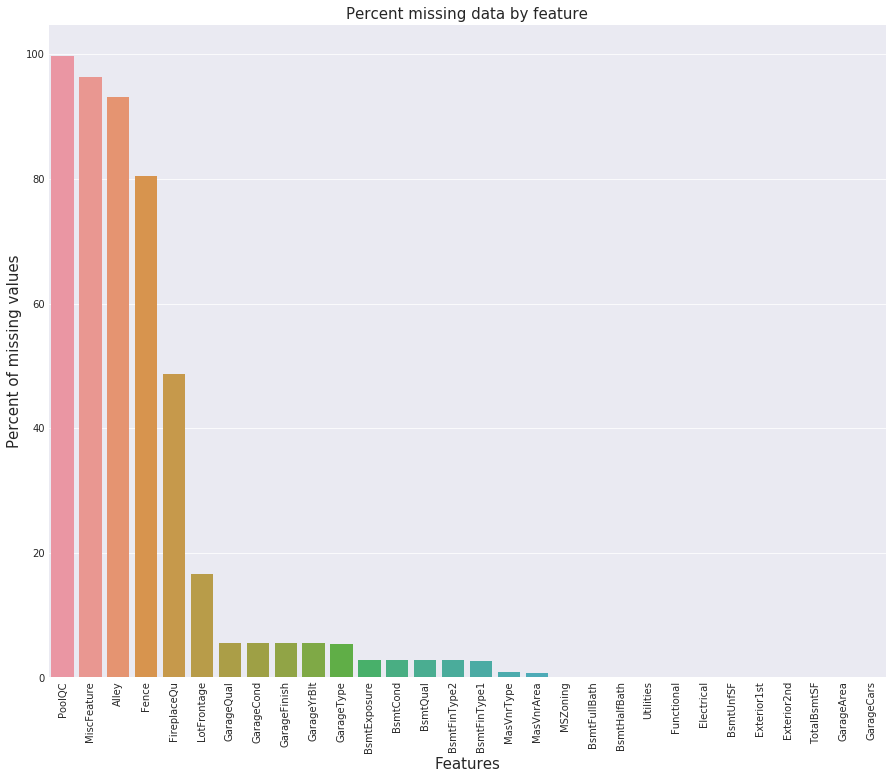 Percent missing data by feature
Percent of missing values
100
80
60
40
20
0
PoolQC
MiscFeature
Alley
Fence
FireplaceQu
LotFrontage
GarageQual
GarageCond
GarageFinish
GarageYrBlt
GarageType
BsmtExposure
BsmtCond
BsmtQual
BsmtFinType2
BsmtFinType1
MasVnrType
MasVnrArea
MSZoning
BsmtFullBath
BsmtHalfBath
Utilities
Functional
Electrical
BsmtUnfSF
Exterior1st
Exterior2nd
TotalBsmtSF
GarageArea
GarageCars
Features